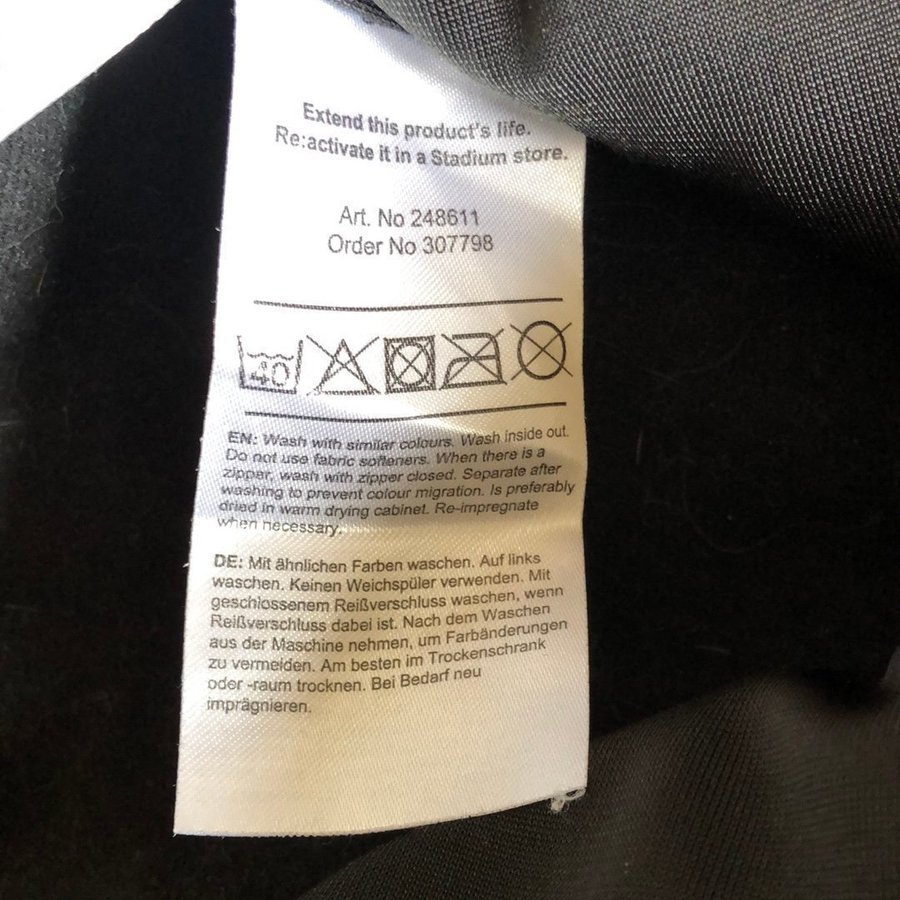 Extend this product's life.
Re:activate it in a Stadium store.
Art. No 248611
Order No 307798
40
EN: Wash with similar colours. Wash inside out.
Do not use fabric softeners. When there is a
zipper, wash with zipper closed. Separate after
washing to prevent colour migration. Is preferably
dried in warm drying cabinet. Re-impregnate
when necessary.
DE: Mit ähnlichen Farben waschen. Auf links
waschen. Keinen Weichspüler verwenden. Mit
geschlossenem Reißverschluss waschen, wenn
Reißverschluss dabei ist. Nach dem Waschen
aus der Maschine nehmen, um Farbänderungen
zu vermeiden. Am besten im Trockenschrank
oder -raum trocknen. Bei Bedarf neu
imprägnieren.